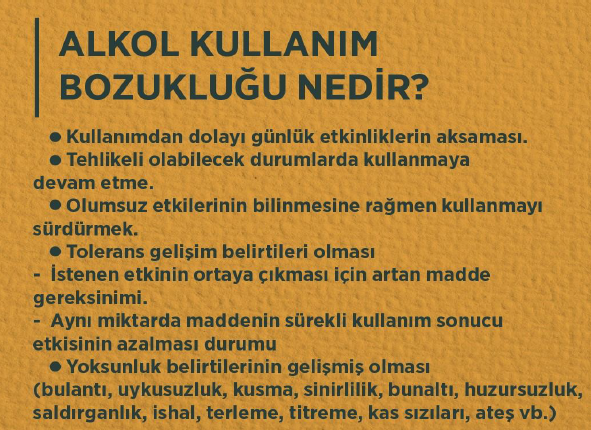 ALKOL KULLANIM
BOZUKLUĞU NEDİR?
● Kullanımdan dolayı günlük etkinliklerin aksaması.
● Tehlikeli olabilecek durumlarda kullanmaya
devam etme.
● Olumsuz etkilerinin bilinmesine rağmen kullanmayı
sürdürmek.
● Tolerans gelişim belirtileri olması
- İstenen etkinin ortaya çıkması için artan madde
gereksinimi.
- Aynı miktarda maddenin sürekli kullanım sonucu
etkisinin azalması durumu
● Yoksunluk belirtilerinin gelişmiş olması
(bulantı, uykusuzluk, kusma, sinirlilik, bunaltı, huzursuzluk,
saldırganlık, ishal, terleme, titreme, kas sızıları, ateş vb.)